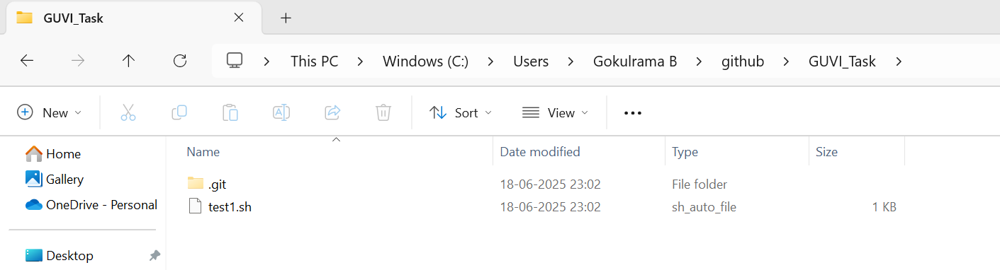 GUVI_Task
This PC > Windows (C:) > Users > Gokulrama B > github > GUVI_Task >
New Sort View
Name Date modified Type Size
.git 18-06-2025 23:02 File folder
test1.sh 18-06-2025 23:02 sh_auto_file 1 KB
Home
Gallery
OneDrive - Personal
Desktop